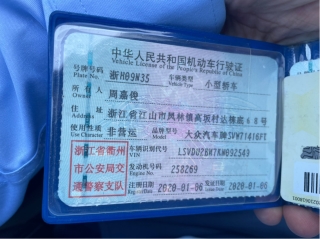 中华人民共和国机动车行驶证
Vehicle License of the People's Republic of China
号牌号码 浙H09N35 车辆类型 小型轿车
Plate No. Vehicle Type
所有人 周嘉俊
Owner
住址 浙江省江山市凤林镇高坂村达梯底68号
Address
使用性质 非营运 品牌型号 大众汽车牌SVW71416FT
Use Character Model
浙江省衢州 车辆识别代号 LSVDU2BR7KN092549
市公安局交 VIN
通警察支队 发动机号码 258269
Engine No.
注册日期 2020-01-06 发证日期 2020-01-06
Register Date Issue Date